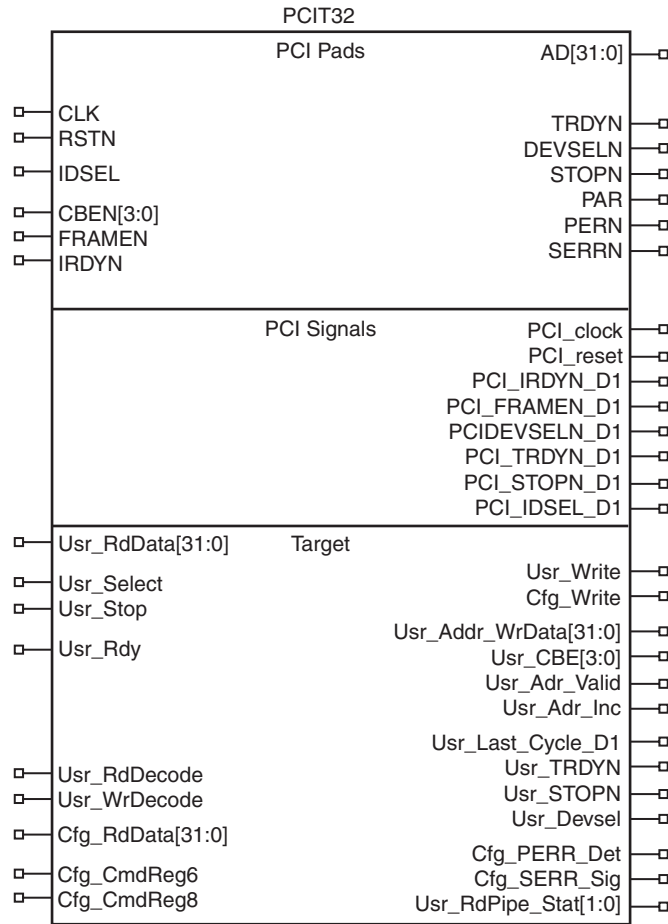 PCIT32
PCI Pads
AD[31:0]
CLK
RSTN
IDSEL
CBEN[3:0]
FRAMEN
IRDYN
TRDYN
DEVSELN
STOPN
PAR
PERN
SERRN
PCI Signals
PCI_clock
PCI_reset
PCI_IRDYN_D1
PCI_FRAMEN_D1
PCIDEVSELN_D1
PCI_TRDYN_D1
PCI_STOPN_D1
PCI_IDSEL_D1
Target
Usr_RdData[31:0]
Usr_Select
Usr_Stop
Usr_Rdy
Usr_RdDecode
Usr_WrDecode
Cfg_RdData[31:0]
Cfg_CmdReg6
Cfg_CmdReg8
Usr_Write
Cfg_Write
Usr_Addr_WrData[31:0]
Usr_CBE[3:0]
Usr_Adr_Valid
Usr_Adr_Inc
Usr_Last_Cycle_D1
Usr_TRDYN
Usr_STOPN
Usr_Devsel
Cfg_PERR_Det
Cfg_SERR_Sig
Usr_RdPipe_Stat[1:0]